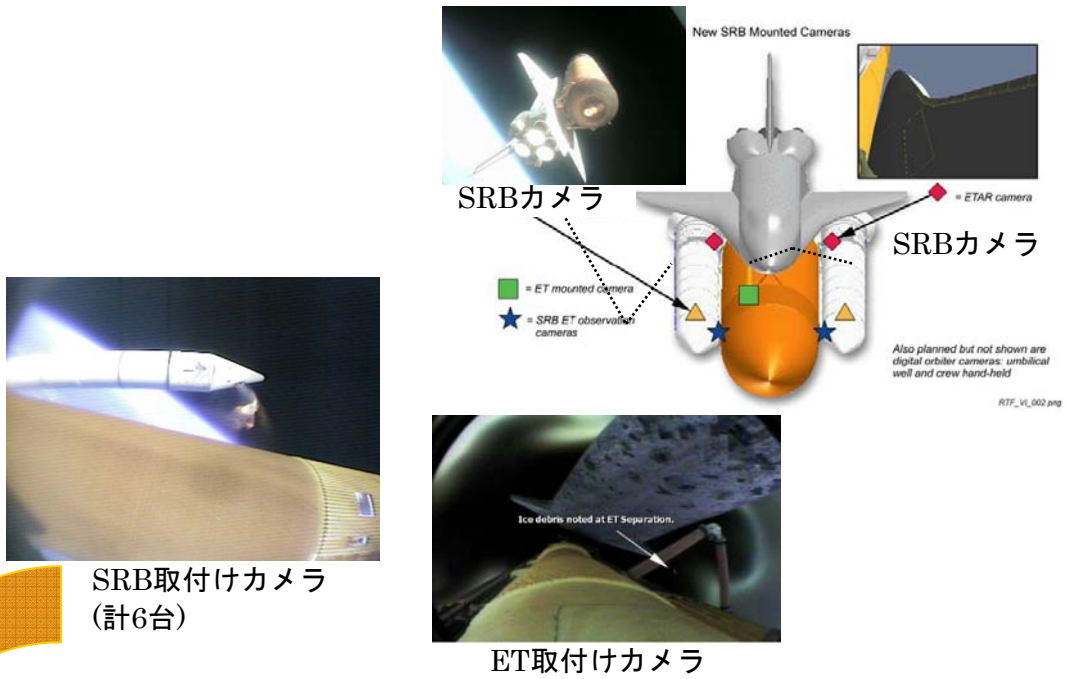 New SRB Mounted Cameras
SRBカメラ
= ETAR camera
SRBカメラ
= ET mounted camera
= SRB ET observation
cameras
Also planned but not shown are
digital orbiter cameras: umbilical
well and crew hand-held
RTF_VI_002.png
Ice debris noted at ET Separation.
SRB取付けカメラ
(計6台)
ET取付けカメラ